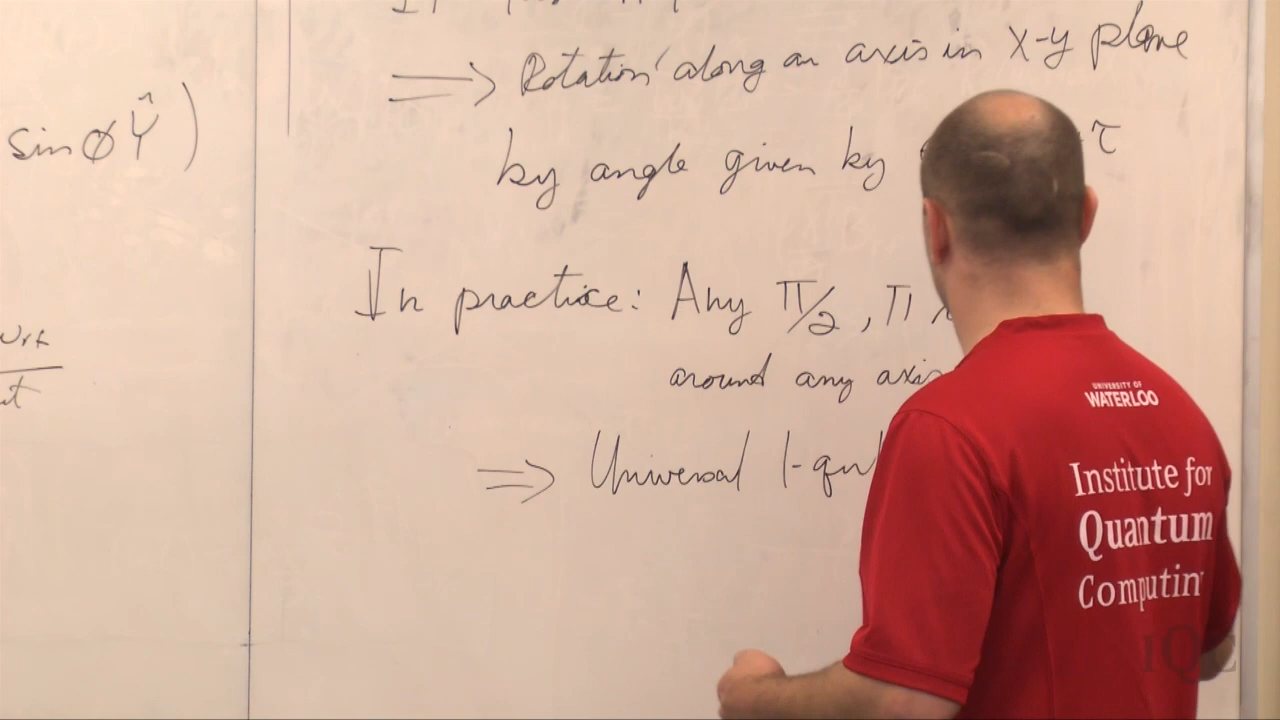 sin φ Ŷ )
⟹ Rotation along an axis in X-y plane
by angle given by τ
In practice: Any π/2, π
around any axis
⟹ Universal 1-qu
UNIVERSITY OF
WATERLOO
Institute for
Quantum
Computin
IQC